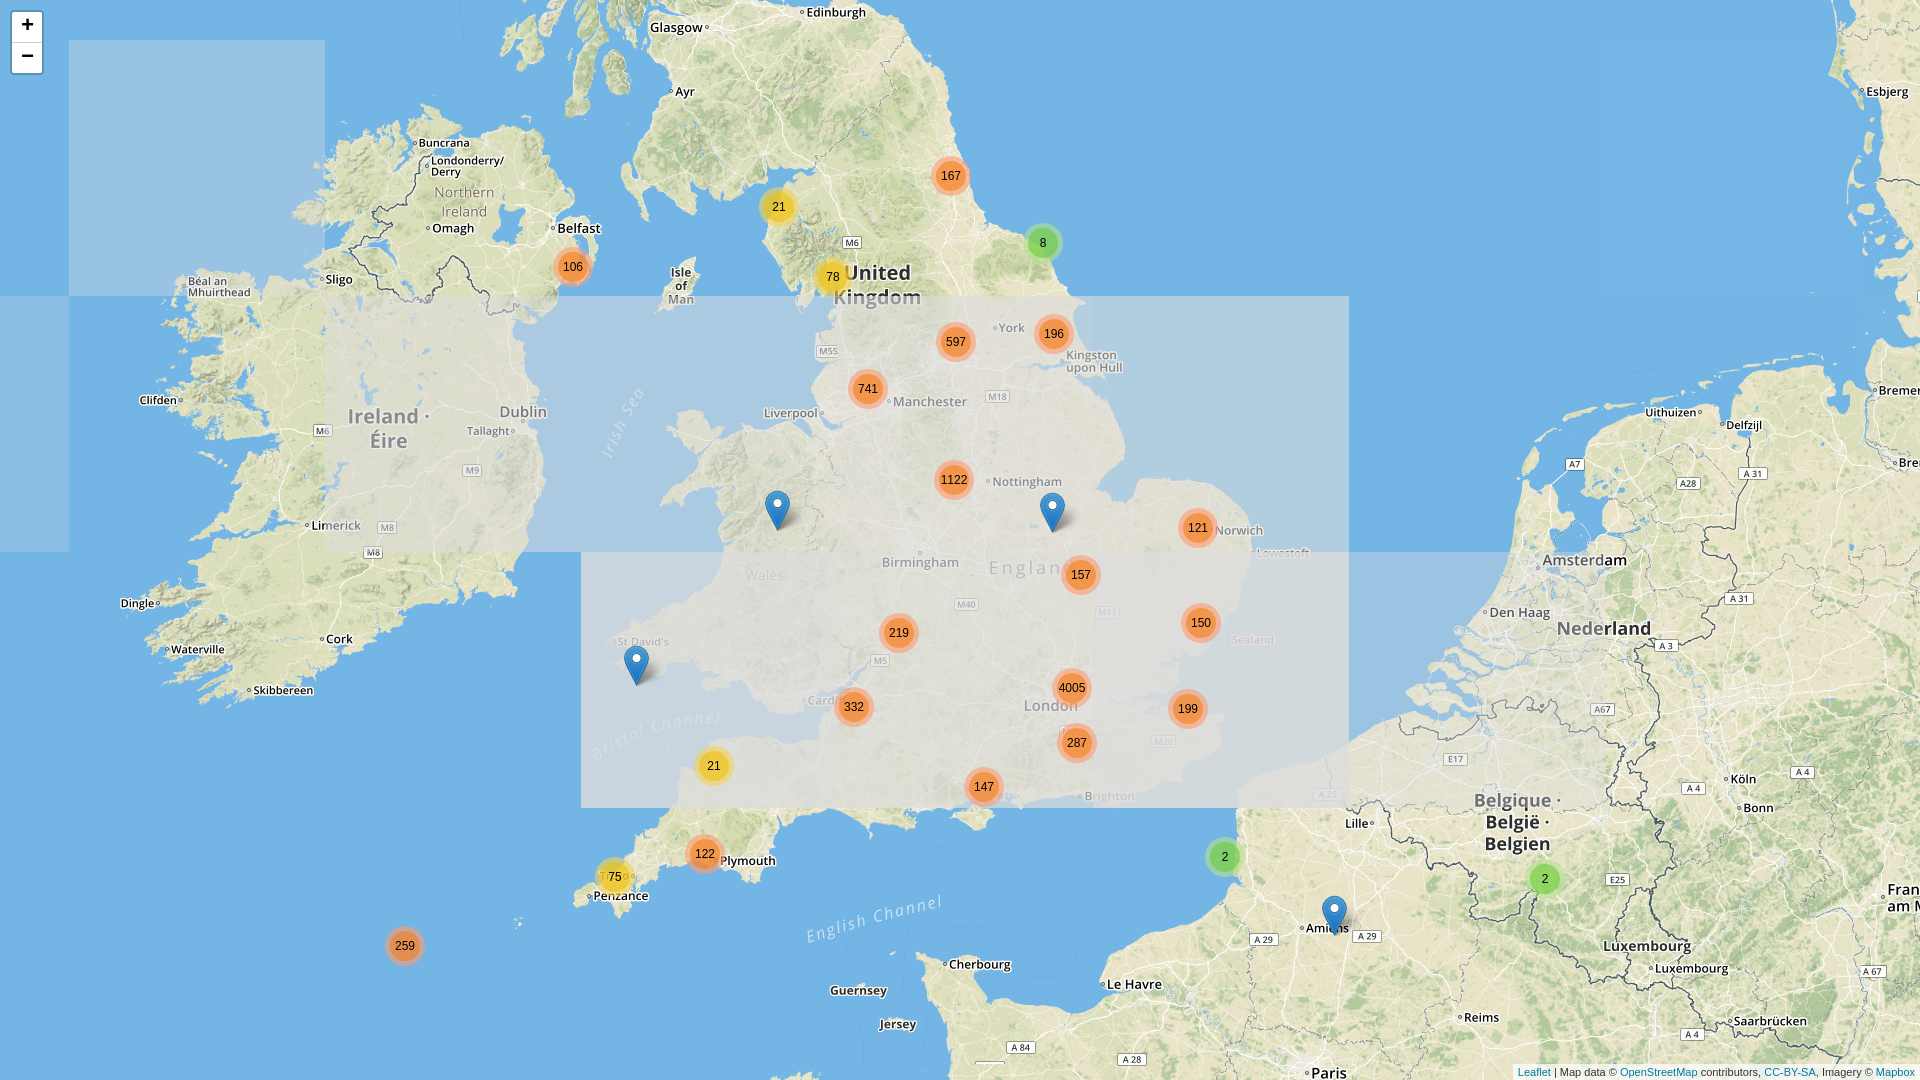 +
−
Glasgow
Edinburgh
Ayr
Esbjerg
Buncrana
Londonderry/
Derry
Northern
Ireland
Omagh
Belfast
167
21
8
M6
106
Isle
of
Man
78
United
Kingdom
Sligo
Béal an
Mhuirthead
York
196
597
M55
Kingston
upon Hull
741
Manchester
M18
Liverpool
Clifden
Ireland ·
Éire
Dublin
Tallaght
M6
M9
Irish Sea
Uithuizen
Delfzijl
A7
A 31
A28
1122
Nottingham
Limerick
M8
M8
121
Norwich
Lowestoft
Birmingham
Wales
England
157
Amsterdam
Dingle
M40
M11
A 31
Den Haag
Nederland
A 3
219
150
Sealand
St David's
Cork
Waterville
M5
Skibbereen
4005
London
199
Cardiff
332
A67
Bristol Channel
287
M20
E17
21
147
Brighton
A 25
Köln
A 4
A 4
Bonn
Belgique ·
België ·
Belgien
Lille
122
Plymouth
2
75
Penzance
2
E25
English Channel
Amiens
A 29
A 29
259
Luxembourg
Luxembourg
A 67
Cherbourg
Le Havre
Guernsey
Jersey
Reims
Saarbrücken
A 4
A 84
A 28
Paris
Leaflet | Map data © OpenStreetMap contributors, CC-BY-SA, Imagery © Mapbox